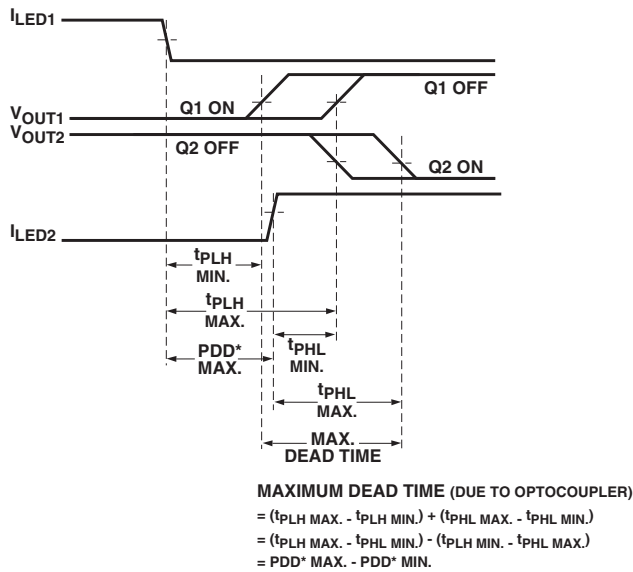 ILED1
Q1 OFF
VOUT1
Q1 ON
VOUT2
Q2 OFF
Q2 ON
ILED2
tPLH
MIN.
tPLH
MAX.
PDD*
MAX.
tPHL
MIN.
tPHL
MAX.
MAX.
DEAD TIME
MAXIMUM DEAD TIME (DUE TO OPTOCOUPLER)
= (tPLH MAX. - tPLH MIN.) + (tPHL MAX. - tPHL MIN.)
= (tPLH MAX. - tPHL MIN.) - (tPLH MIN. - tPHL MAX.)
= PDD* MAX. - PDD* MIN.